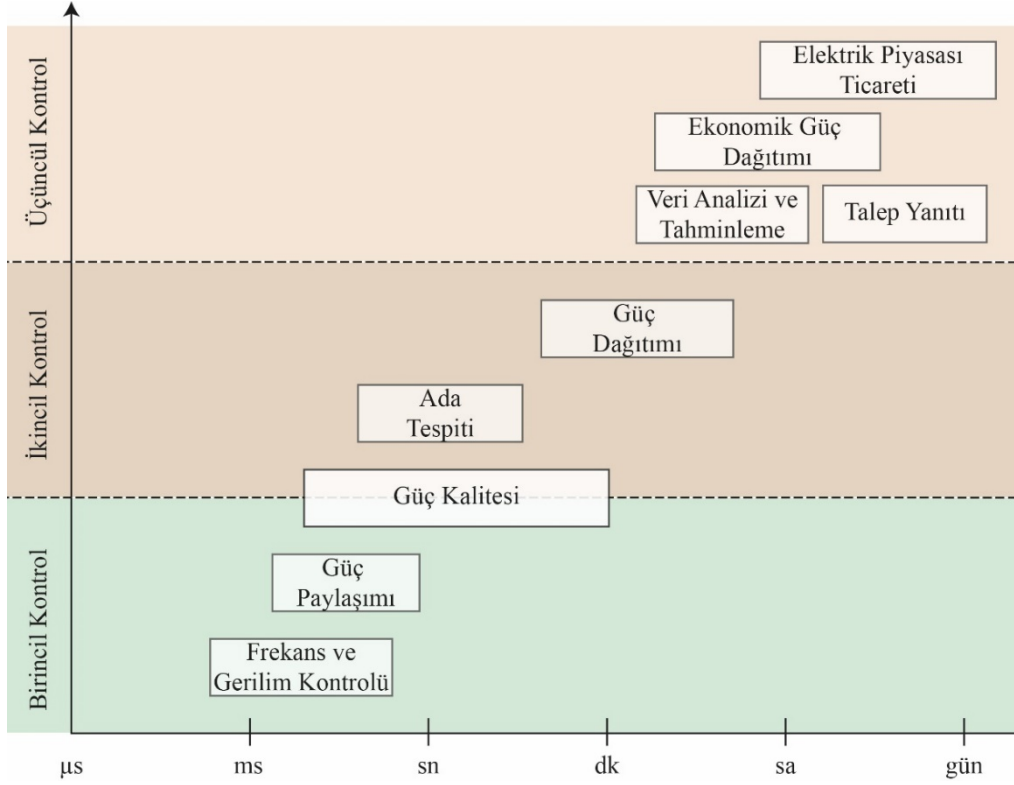 Üçüncül Kontrol
Elektrik Piyasası
Ticareti
Ekonomik Güç
Dağıtımı
Veri Analizi ve
Tahminleme
Talep Yanıtı
İkincil Kontrol
Güç
Dağıtımı
Ada
Tespiti
Güç Kalitesi
Birincil Kontrol
Güç
Paylaşımı
Frekans ve
Gerilim Kontrolü
µs
ms
sn
dk
sa
gün